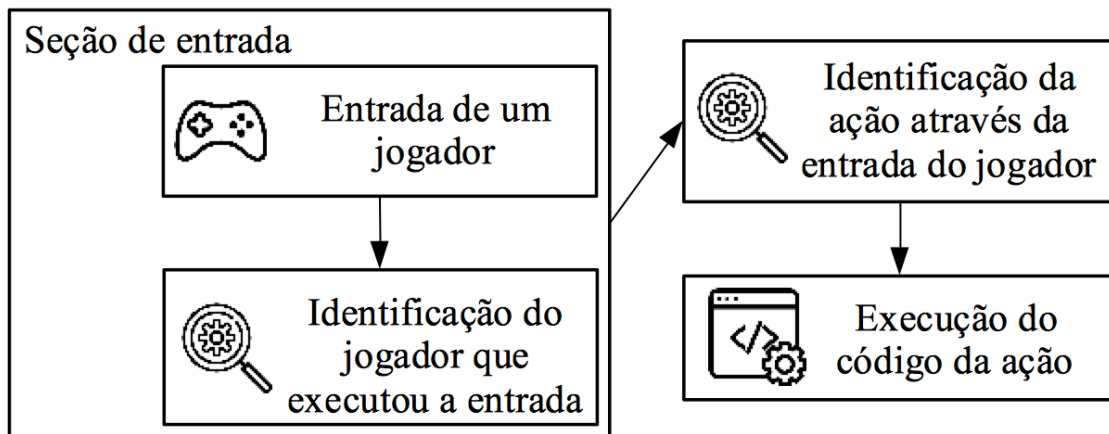 Seção de entrada
Entrada de um
jogador
Identificação do
jogador que
executou a entrada
Identificação da
ação através da
entrada do jogador
Execução do
código da ação